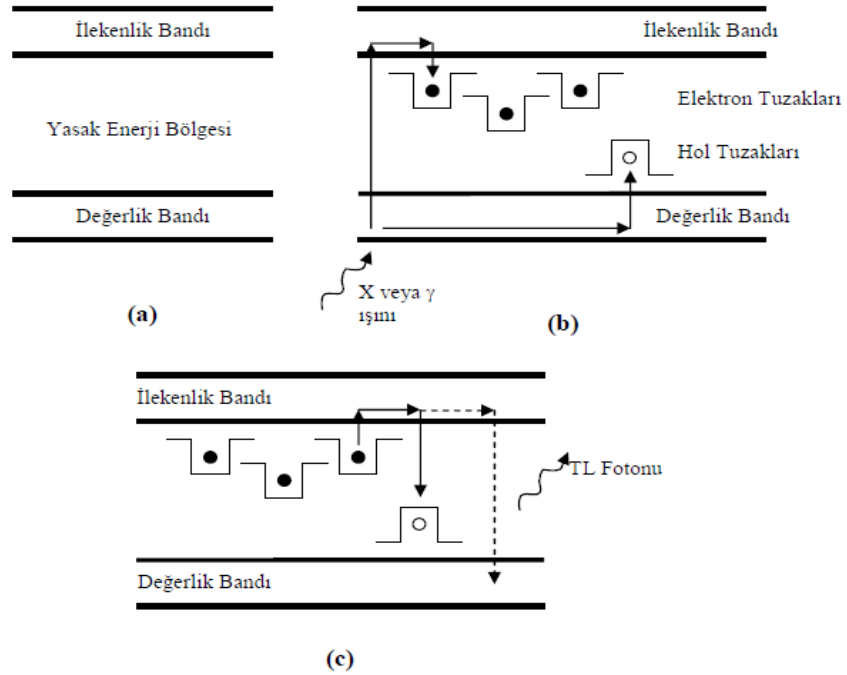 İlekenlik Bandı
Yasak Enerji Bölgesi
Değerlik Bandı
(a)
İlekenlik Bandı
Elektron Tuzakları
Hol Tuzakları
Değerlik Bandı
X veya γ
ışını
(b)
İlekenlik Bandı
TL Fotonu
Değerlik Bandı
(c)